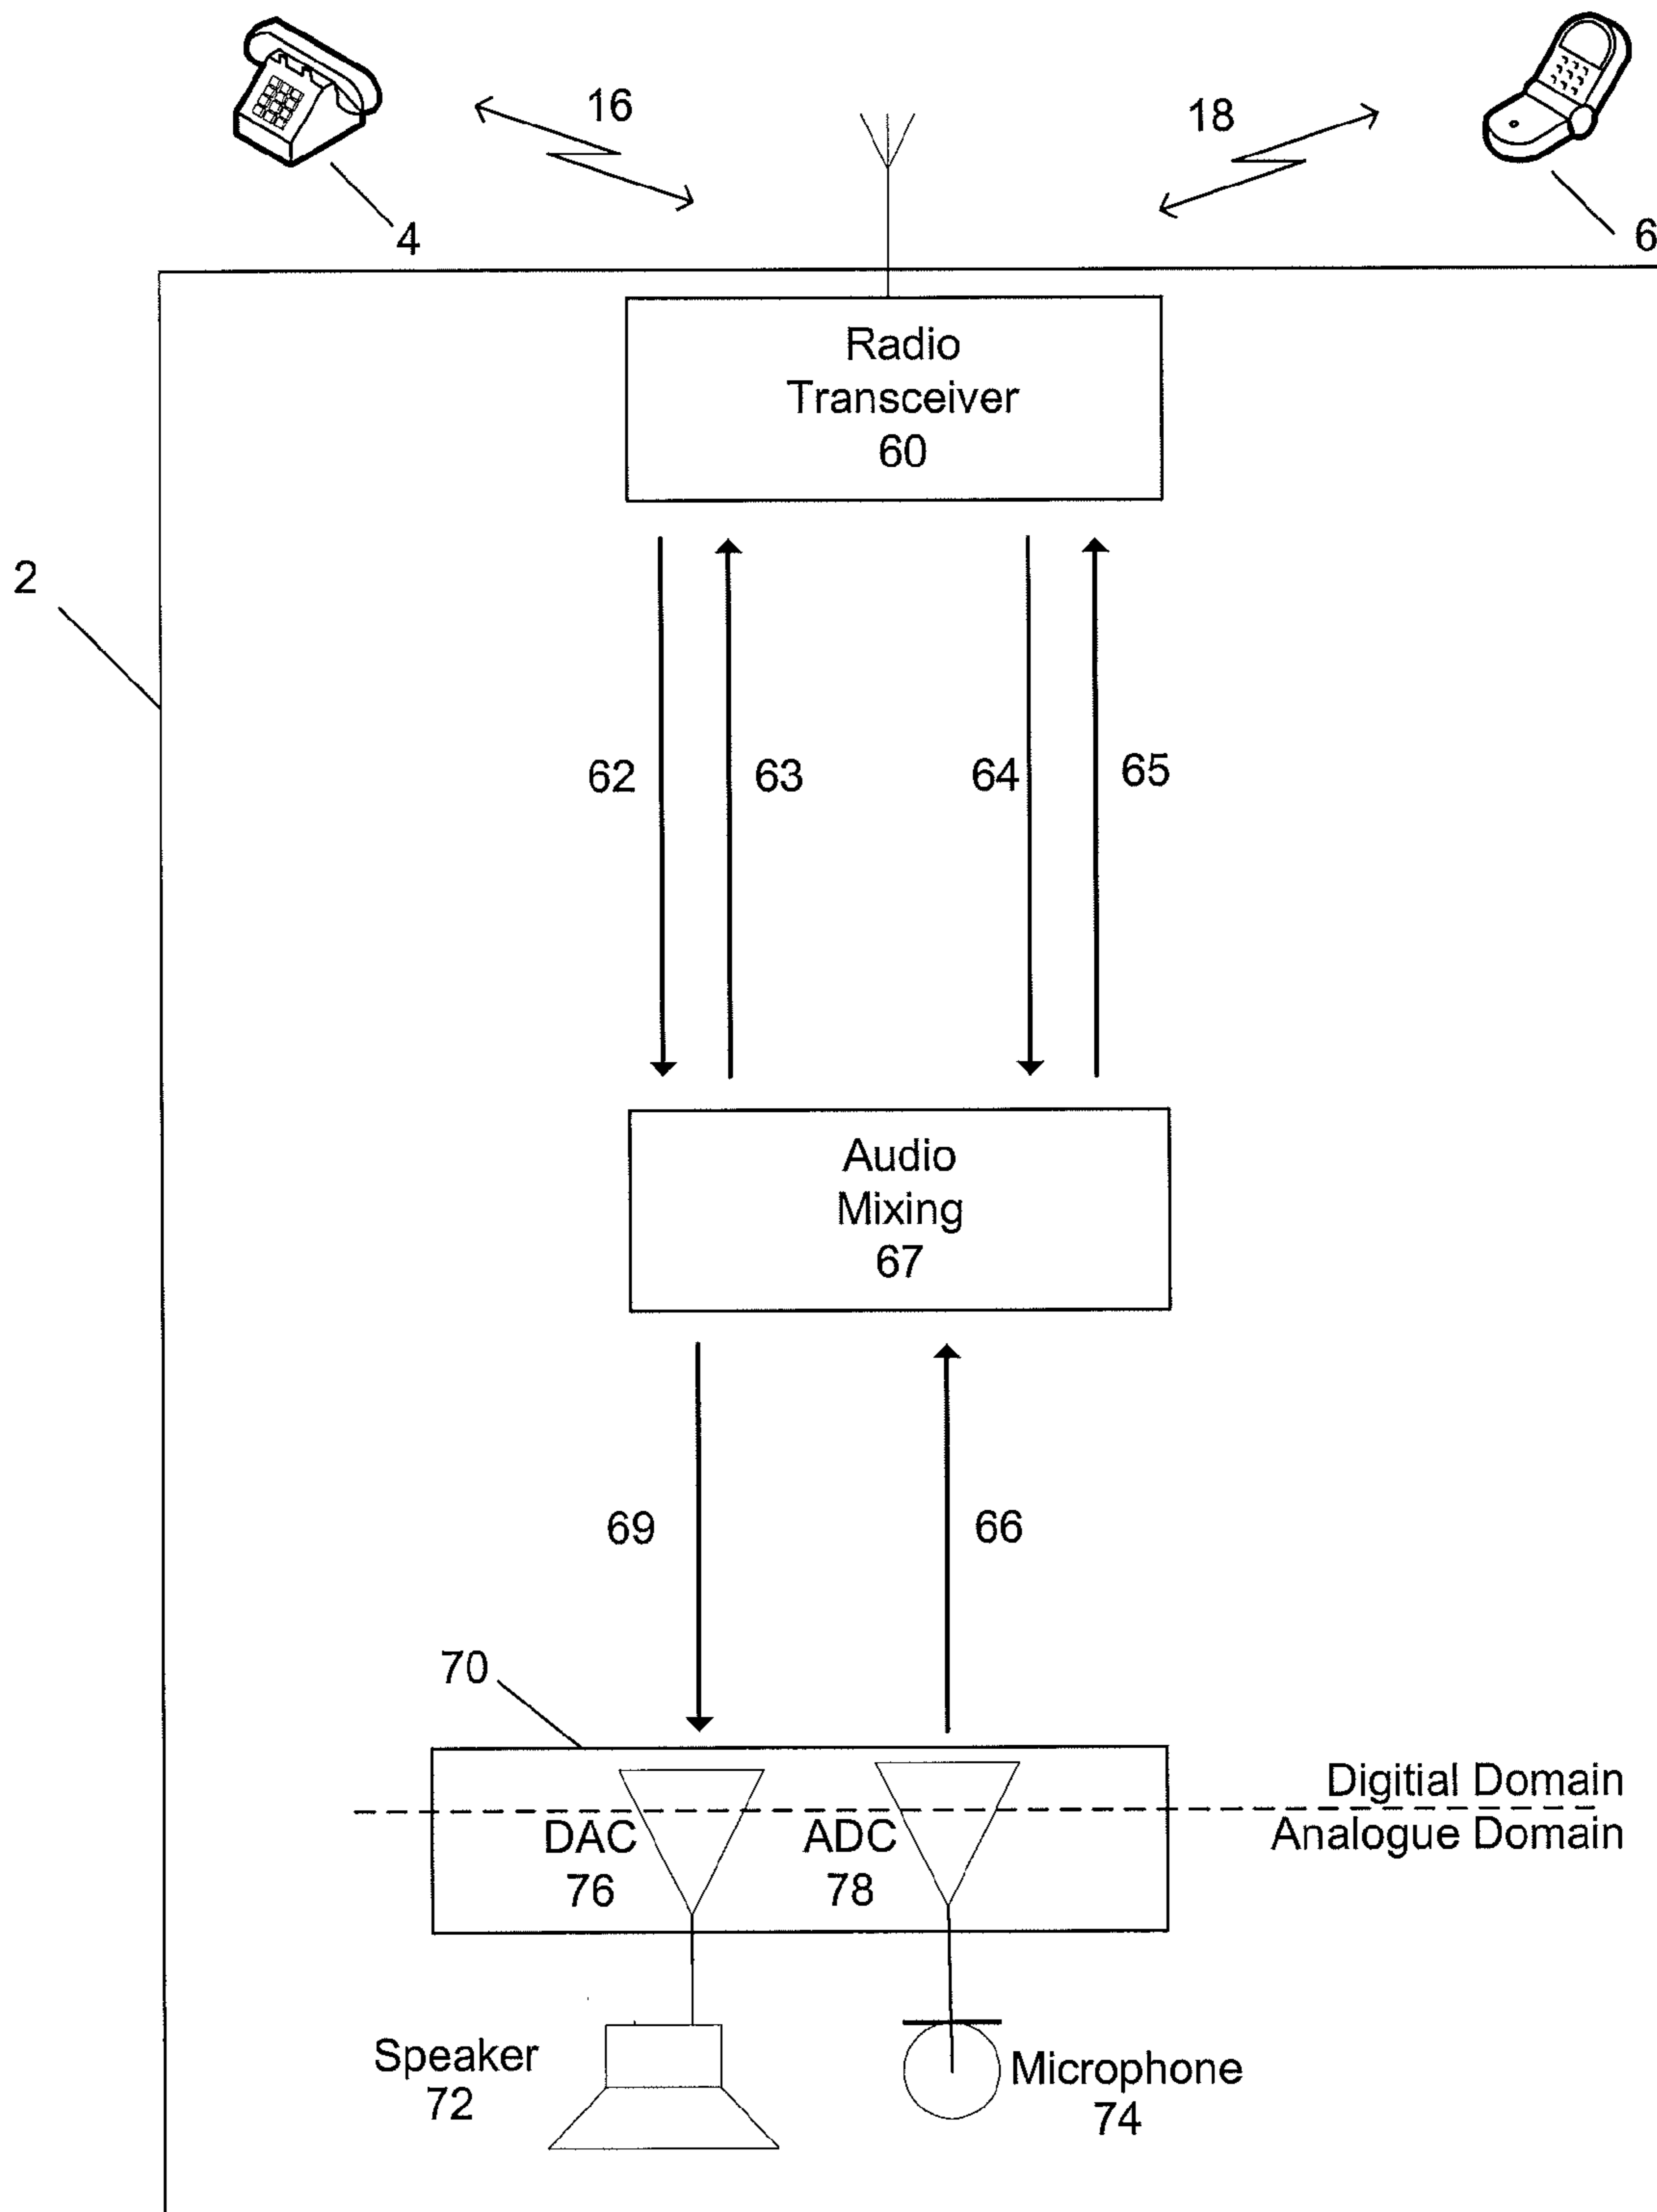 16
18
4
6
Radio
Transceiver
60
2
62
63
64
65
Audio
Mixing
67
69
66
70
Digitial Domain
Analogue Domain
DAC
76
ADC
78
Speaker
72
Microphone
74